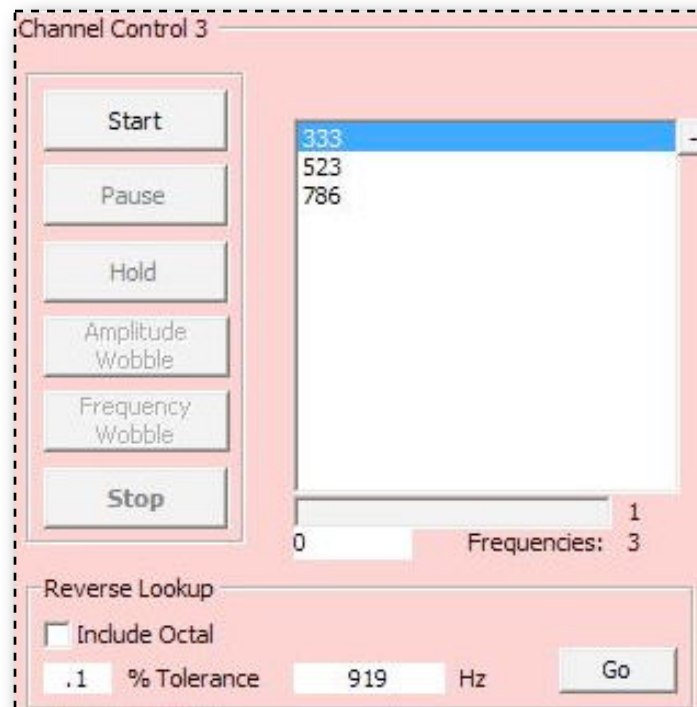 Channel Control 3
Start
Pause
Hold
Amplitude
Wobble
Frequency
Wobble
Stop
333
523
786
1
0 Frequencies: 3
Reverse Lookup
Include Octal
.1 % Tolerance 919 Hz Go